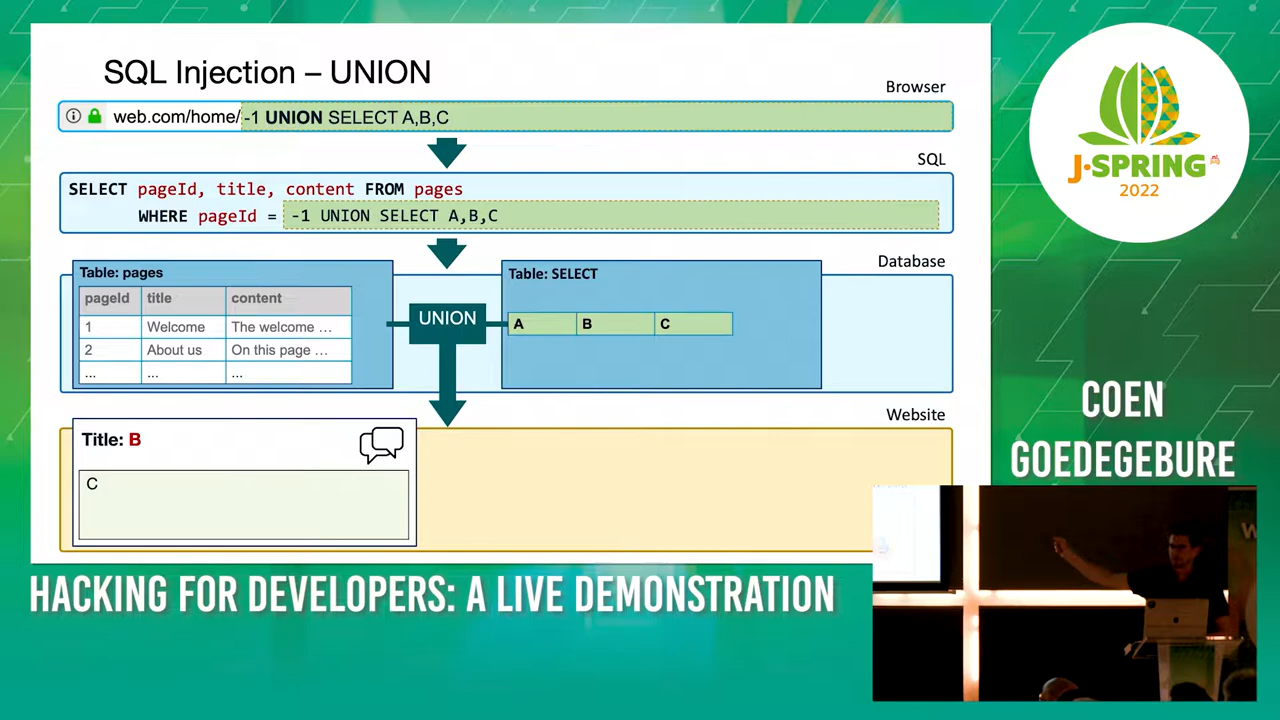 SQL Injection – UNION
Browser
web.com/home/-1 UNION SELECT A,B,C
SQL
SELECT pageId, title, content FROM pages
WHERE pageId = -1 UNION SELECT A,B,C
Database
Table: pages
pageId title content
1 Welcome The welcome ...
2 About us On this page ...
... ... ...
UNION
Table: SELECT
A B C
Website
Title: B
C
J-SPRING
2022
COEN
GOEDEGEBURE
HACKING FOR DEVELOPERS: A LIVE DEMONSTRATION